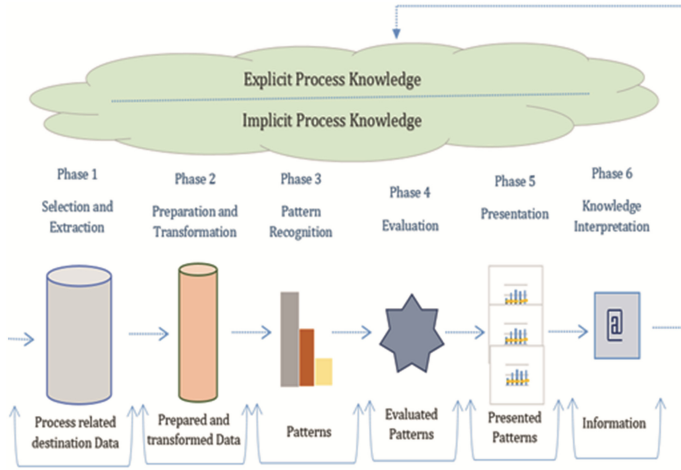 Explicit Process Knowledge
Implicit Process Knowledge
Phase 1
Selection and
Extraction
Phase 2
Preparation and
Transformation
Phase 3
Pattern
Recognition
Phase 4
Evaluation
Phase 5
Presentation
Phase 6
Knowledge
Interpretation
@
Process related
destination Data
Prepared and
transformed Data
Patterns
Evaluated
Patterns
Presented
Patterns
Information